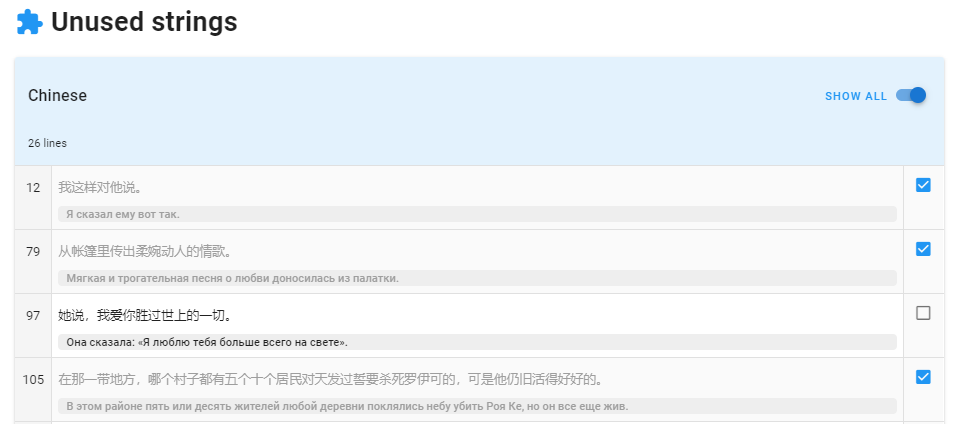 Unused strings
Chinese
SHOW ALL
26 lines
12
我这样对他说。
Я сказал ему вот так.
79
从帐篷里传出柔婉动人的情歌。
Мягкая и трогательная песня о любви доносилась из палатки.
97
她说，我爱你胜过世上的一切。
Она сказала: «Я люблю тебя больше всего на свете».
105
在那一带地方，哪个村子都有五个十个居民对天发过誓要杀死罗伊可的，可是他仍旧活得好好的。
В этом районе пять или десять жителей любой деревни поклялись небу убить Роя Ке, но он все еще жив.